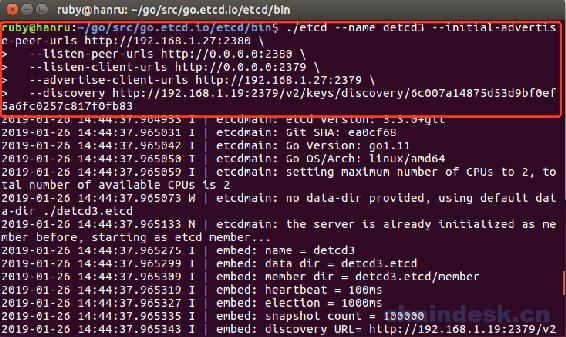 ruby@hanru: ~/go/src/go.etcd.io/etcd/bin
ruby@hanru:~/go/src/go.etcd.io/etcd/bin$ ./etcd --name detcd3 --initial-advertis
e-peer-urls http://192.168.1.27:2380 \
>   --listen-peer-urls http://0.0.0.0:2380 \
>   --listen-client-urls http://0.0.0.0:2379 \
>   --advertise-client-urls http://192.168.1.27:2379 \
>   --discovery http://192.168.1.19:2379/v2/keys/discovery/6c007a14875d53d9bf0ef
5a6fc0257c817f0fb83
2019-01-26 14:44:37.964933 I | etcdmain: etcd Version: 3.3.0+git
2019-01-26 14:44:37.965031 I | etcdmain: Git SHA: ea0cf68
2019-01-26 14:44:37.965042 I | etcdmain: Go Version: go1.11
2019-01-26 14:44:37.965050 I | etcdmain: Go OS/Arch: linux/amd64
2019-01-26 14:44:37.965059 I | etcdmain: setting maximum number of CPUs to 2, to
tal number of available CPUs is 2
2019-01-26 14:44:37.965073 W | etcdmain: no data-dir provided, using default dat
a-dir ./detcd3.etcd
2019-01-26 14:44:37.965133 N | etcdmain: the server is already initialized as me
mber before, starting as etcd member...
2019-01-26 14:44:37.965275 I | embed: name = detcd3
2019-01-26 14:44:37.965299 I | embed: data dir = detcd3.etcd
2019-01-26 14:44:37.965309 I | embed: member dir = detcd3.etcd/member
2019-01-26 14:44:37.965319 I | embed: heartbeat = 100ms
2019-01-26 14:44:37.965327 I | embed: election = 1000ms
2019-01-26 14:44:37.965335 I | embed: snapshot count = 100000
chaindesk.cn
2019-01-26 14:44:37.965343 I | embed: discovery URL= http://192.168.1.19:2379/v2